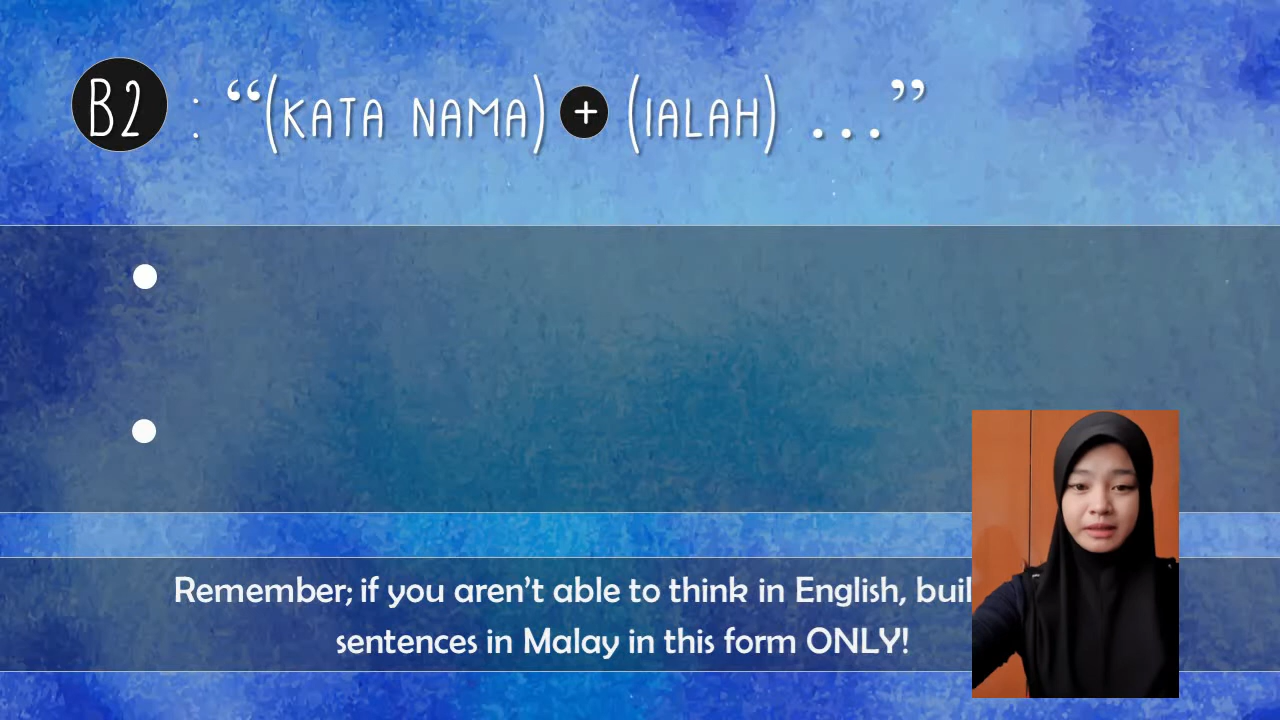 B2 : “(KATA NAMA) + (IALAH) ...”
Remember; if you aren’t able to think in English,
sentences in Malay in this form ONLY!